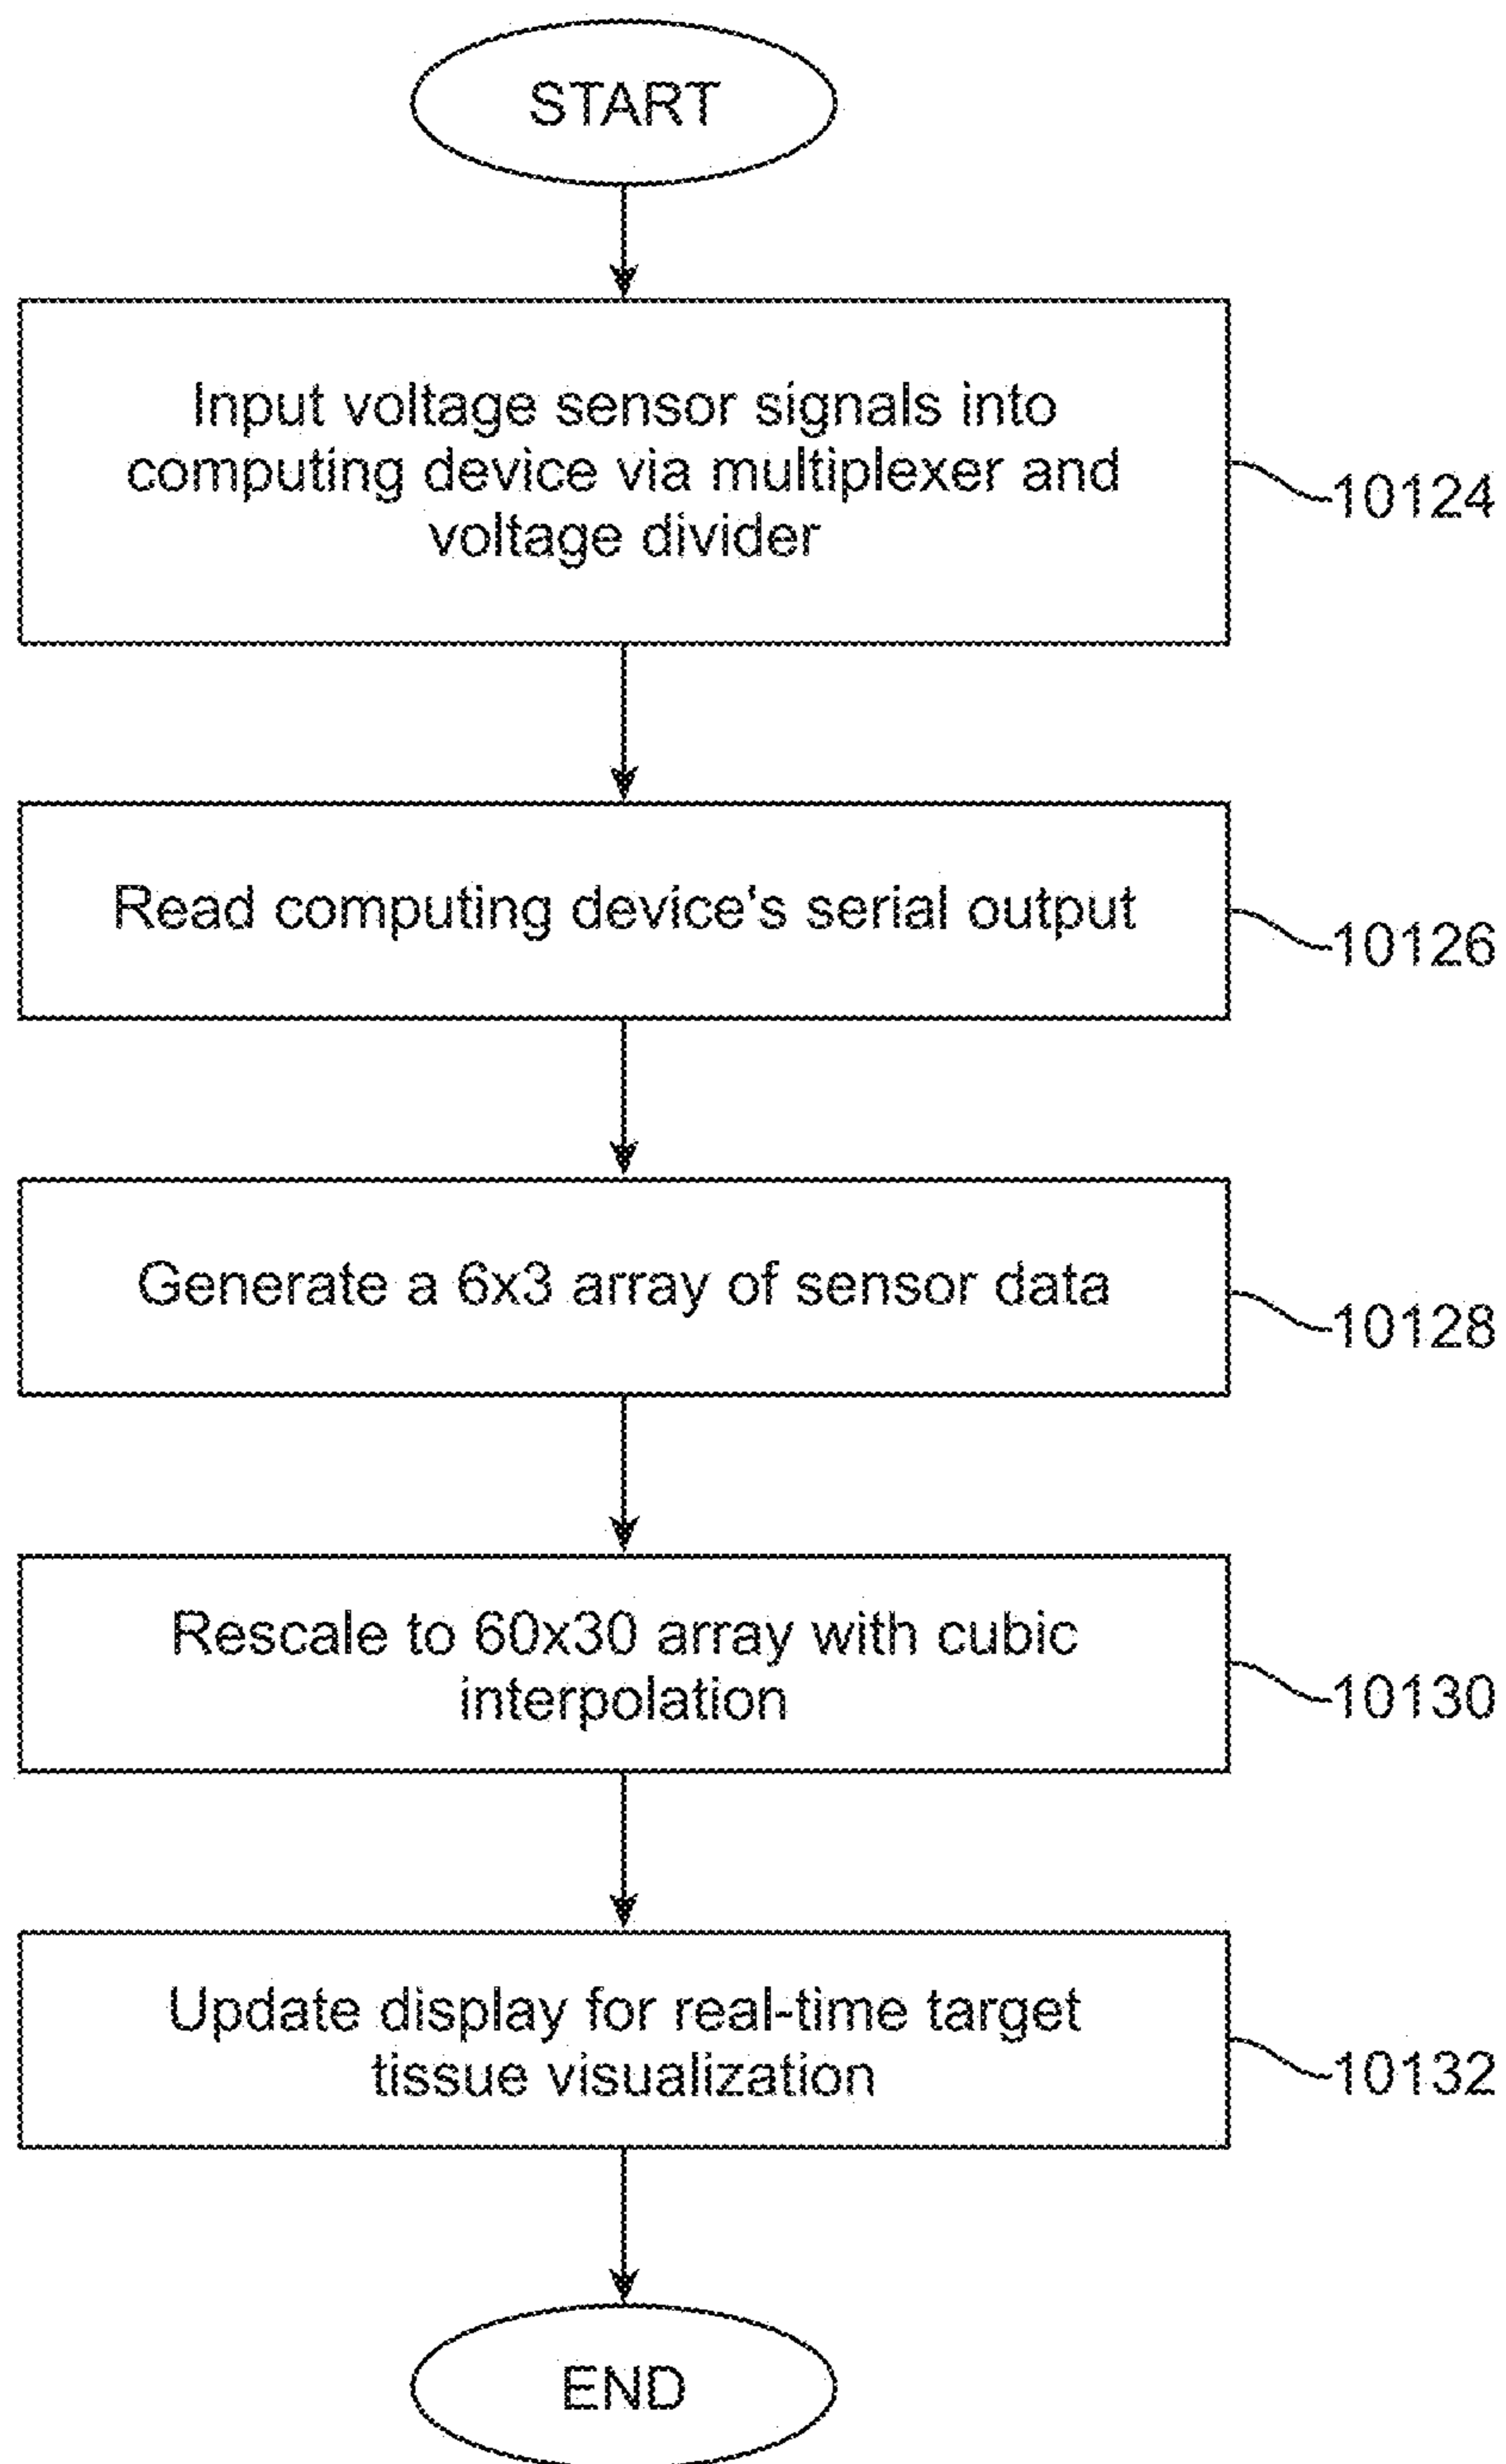 START
Input voltage sensor signals into
computing device via multiplexer and
voltage divider
10124
Read computing device's serial output
10126
Generate a 6x3 array of sensor data
10128
Rescale to 60x30 array with cubic
interpolation
10130
Update display for real-time target
tissue visualization
10132
END